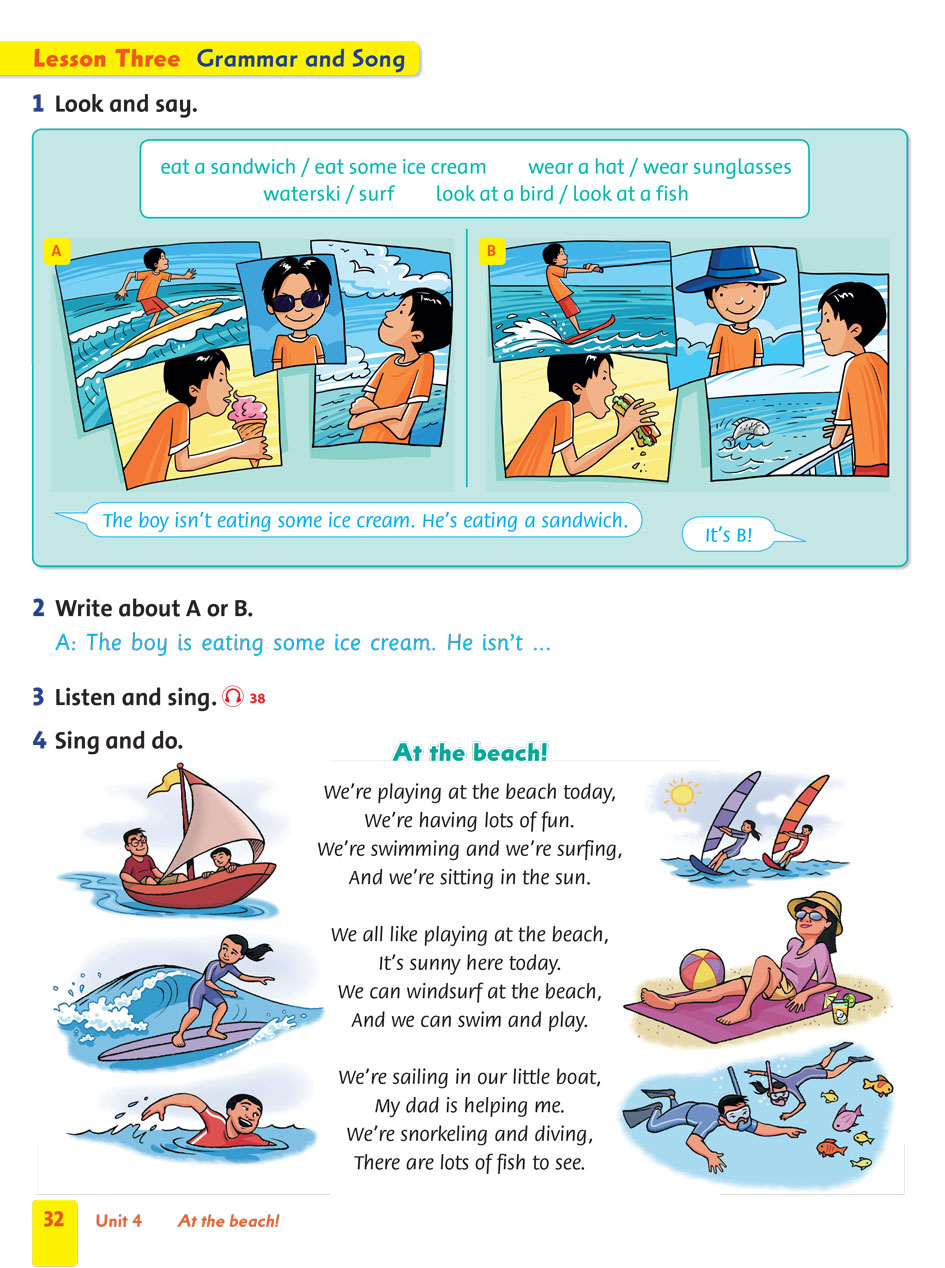 Lesson Three Grammar and Song
1 Look and say.
eat a sandwich / eat some ice cream wear a hat / wear sunglasses
waterski / surf look at a bird / look at a fish
A
B
The boy isn't eating some ice cream. He's eating a sandwich.
It's B!
2 Write about A or B.
A: The boy is eating some ice cream. He isn't ...
3 Listen and sing. 38
4 Sing and do.
At the beach!
We're playing at the beach today,
We're having lots of fun.
We're swimming and we're surfing,
And we're sitting in the sun.
We all like playing at the beach,
It's sunny here today.
We can windsurf at the beach,
And we can swim and play.
We're sailing in our little boat,
My dad is helping me.
We're snorkeling and diving,
There are lots of fish to see.
32 Unit 4 At the beach!